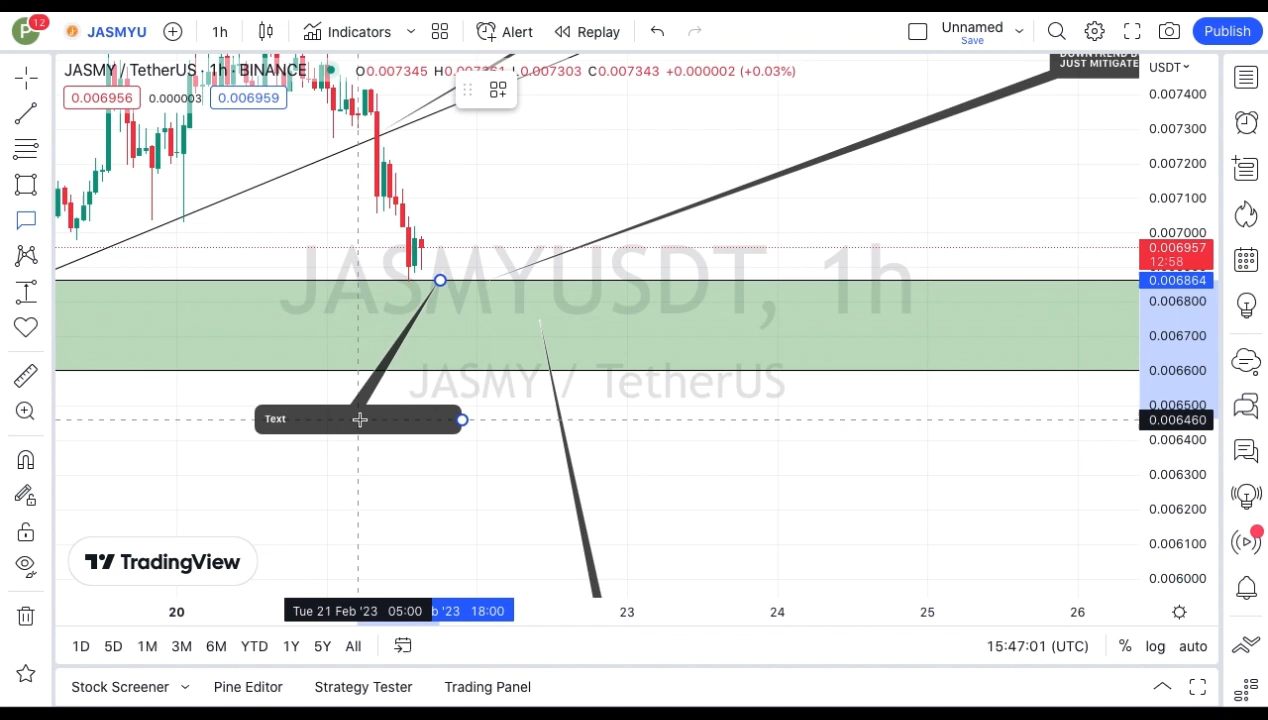 P 12 JASMYU 1h Indicators Alert Replay Unnamed Publish
Save
JASMY / TetherUS · 1h · BINANCE O0.007345 H0.007361 L0.007303 C0.007343 +0.000002 (+0.03%)
JUST MITIGATE
USDT
0.006956 0.000003 0.006959
0.007400
0.007300
0.007200
0.007100
0.007000
0.006957
12:58
0.006864
0.006800
0.006700
0.006600
0.006500
0.006460
0.006400
0.006300
0.006200
0.006100
0.006000
JASMYUSDT, 1h
JASMY / TetherUS
Text
TradingView
20 Tue 21 Feb '23 05:00 '23 18:00 23 24 25 26
1D 5D 1M 3M 6M YTD 1Y 5Y All 15:47:01 (UTC) % log auto
Stock Screener Pine Editor Strategy Tester Trading Panel